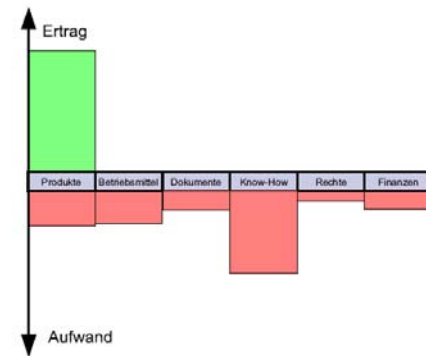 Ertrag
Produkte Betriebsmittel Dokumente Know-How Rechte Finanzen
Aufwand